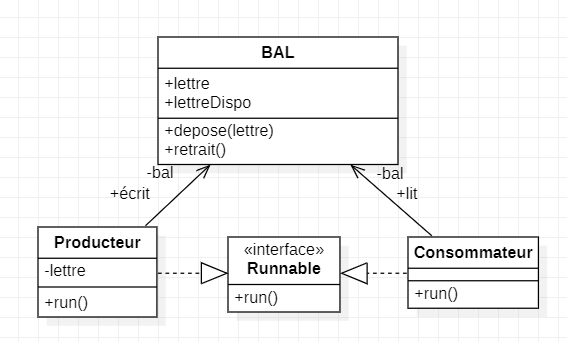 BAL
+lettre
+lettreDispo
+depose(lettre)
+retrait()
-bal
-bal
+écrit
+lit
Producteur
-lettre
+run()
«interface»
Runnable
+run()
Consommateur
+run()